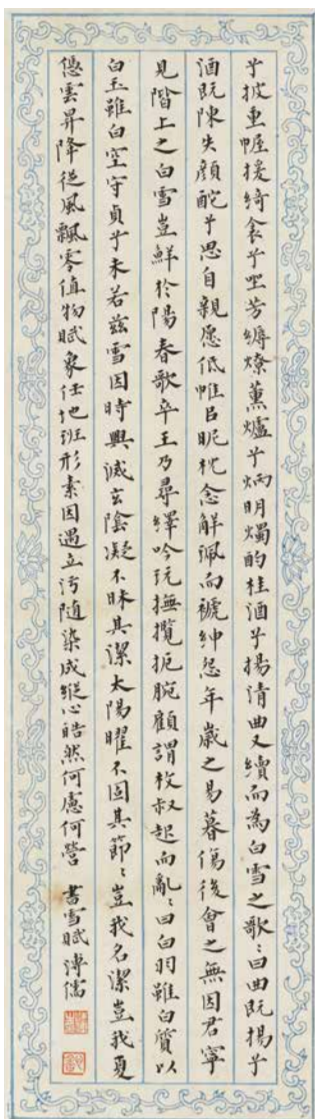 兮披重幄援綺衾兮坐芳縟燎薰爐兮炳明燭酌桂酒兮揚清曲又續而為白雪之歌〻曰曲既揚兮
酒既陳朱顏酡兮思自親愿低帷以昵枕念解珮而褫紳怨年歲之易暮傷後會之無因君寧
見階上之白雪豈鮮於陽春歌卒王乃尋繹吟玩撫攬扼腕顧謂枚叔起而亂〻曰白羽雖白質以
白玉雖白空守貞兮未若茲雪因時興滅玄陰凝不昧其潔太陽曜不固其節〻豈我名潔豈我夏
憑雲昇降從風飄零值物賦象任地班形素因遇立汚隨染成縱心皓然何慮何營 書雪賦溥儒